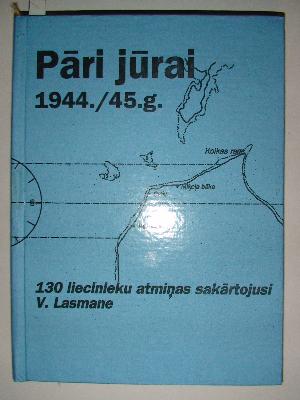 Pāri jūrai
1944./45.g.
Kolkas rags
130 liecinieku atmiņas sakārtojusi
V. Lasmane